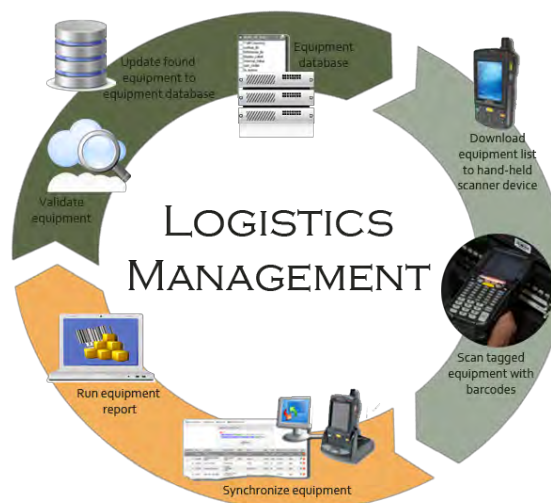 Equipment
database
Download
equipment list
to hand-held
scanner device
Scan tagged
equipment with
barcodes
Synchronize equipment
Run equipment
report
Validate
equipment
Update found
equipment to
equipment database
LOGISTICS
MANAGEMENT